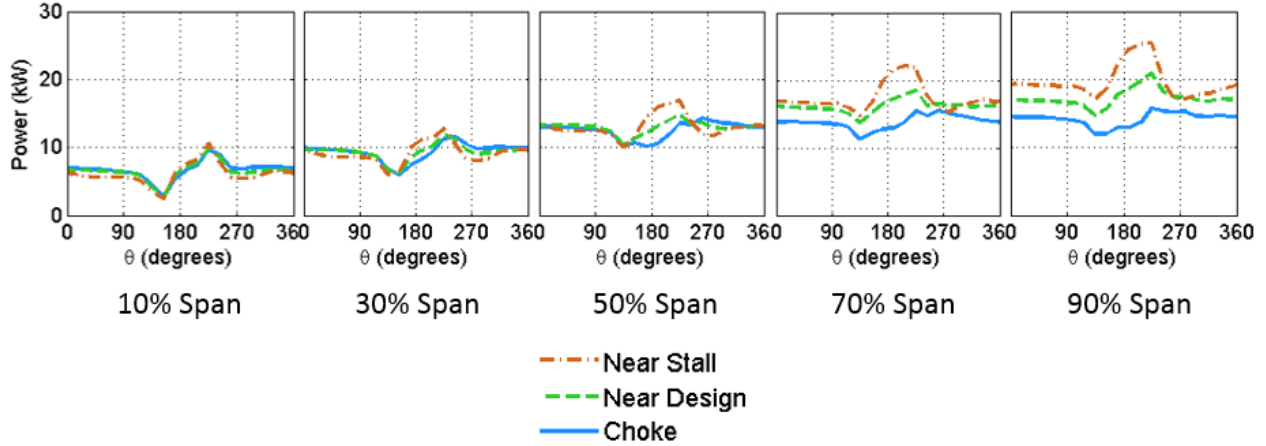 30
20
10
0
Power (kW)
0 90 180 270 360 90 180 270 360 90 180 270 360 90 180 270 360 90 180 270 360
θ (degrees) θ (degrees) θ (degrees) θ (degrees) θ (degrees)
10% Span 30% Span 50% Span 70% Span 90% Span
Near Stall
Near Design
Choke